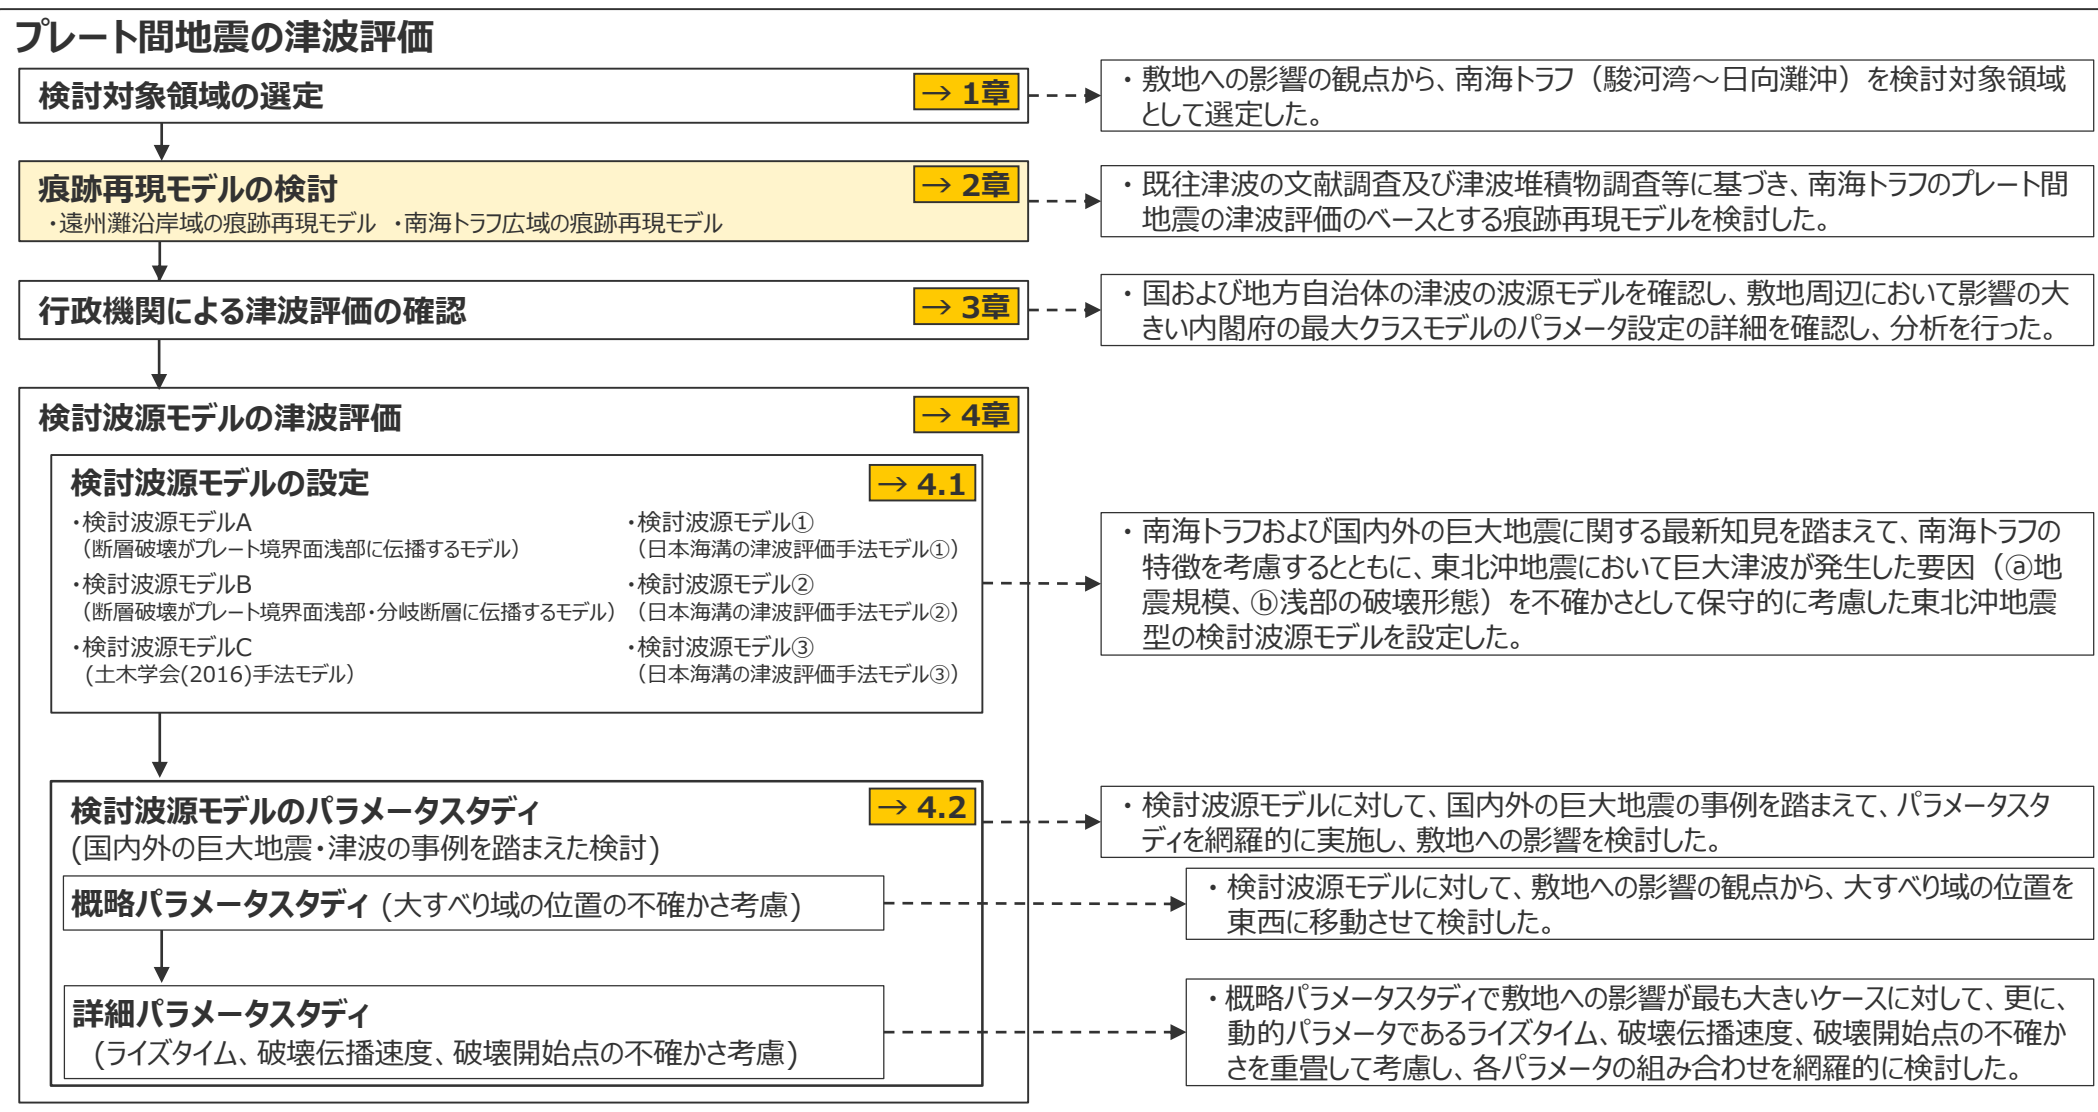 プレート間地震の津波評価
検討対象領域の選定
→ 1章
・敷地への影響の観点から、南海トラフ（駿河湾～日向灘沖）を検討対象領域
として選定した。
痕跡再現モデルの検討
→ 2章
・遠州灘沿岸域の痕跡再現モデル ・南海トラフ広域の痕跡再現モデル
・既往津波の文献調査及び津波堆積物調査等に基づき、南海トラフのプレート間
地震の津波評価のベースとする痕跡再現モデルを検討した。
行政機関による津波評価の確認
→ 3章
・国および地方自治体の津波の波源モデルを確認し、敷地周辺において影響の大
きい内閣府の最大クラスモデルのパラメータ設定の詳細を確認し、分析を行った。
検討波源モデルの津波評価
→ 4章
検討波源モデルの設定
→ 4.1
・検討波源モデルA
（断層破壊がプレート境界面浅部に伝播するモデル）
・検討波源モデルB
（断層破壊がプレート境界面浅部・分岐断層に伝播するモデル）
・検討波源モデルC
(土木学会(2016)手法モデル）
・検討波源モデル①
（日本海溝の津波評価手法モデル①）
・検討波源モデル②
（日本海溝の津波評価手法モデル②）
・検討波源モデル③
（日本海溝の津波評価手法モデル③）
・南海トラフおよび国内外の巨大地震に関する最新知見を踏まえて、南海トラフの
特徴を考慮するとともに、東北沖地震において巨大津波が発生した要因（ⓐ地
震規模、ⓑ浅部の破壊形態）を不確かさとして保守的に考慮した東北沖地震
型の検討波源モデルを設定した。
検討波源モデルのパラメータスタディ
→ 4.2
(国内外の巨大地震・津波の事例を踏まえた検討)
・検討波源モデルに対して、国内外の巨大地震の事例を踏まえて、パラメータスタ
ディを網羅的に実施し、敷地への影響を検討した。
概略パラメータスタディ (大すべり域の位置の不確かさ考慮)
・検討波源モデルに対して、敷地への影響の観点から、大すべり域の位置を
東西に移動させて検討した。
詳細パラメータスタディ
(ライズタイム、破壊伝播速度、破壊開始点の不確かさ考慮)
・概略パラメータスタディで敷地への影響が最も大きいケースに対して、更に、
動的パラメータであるライズタイム、破壊伝播速度、破壊開始点の不確か
さを重畳して考慮し、各パラメータの組み合わせを網羅的に検討した。